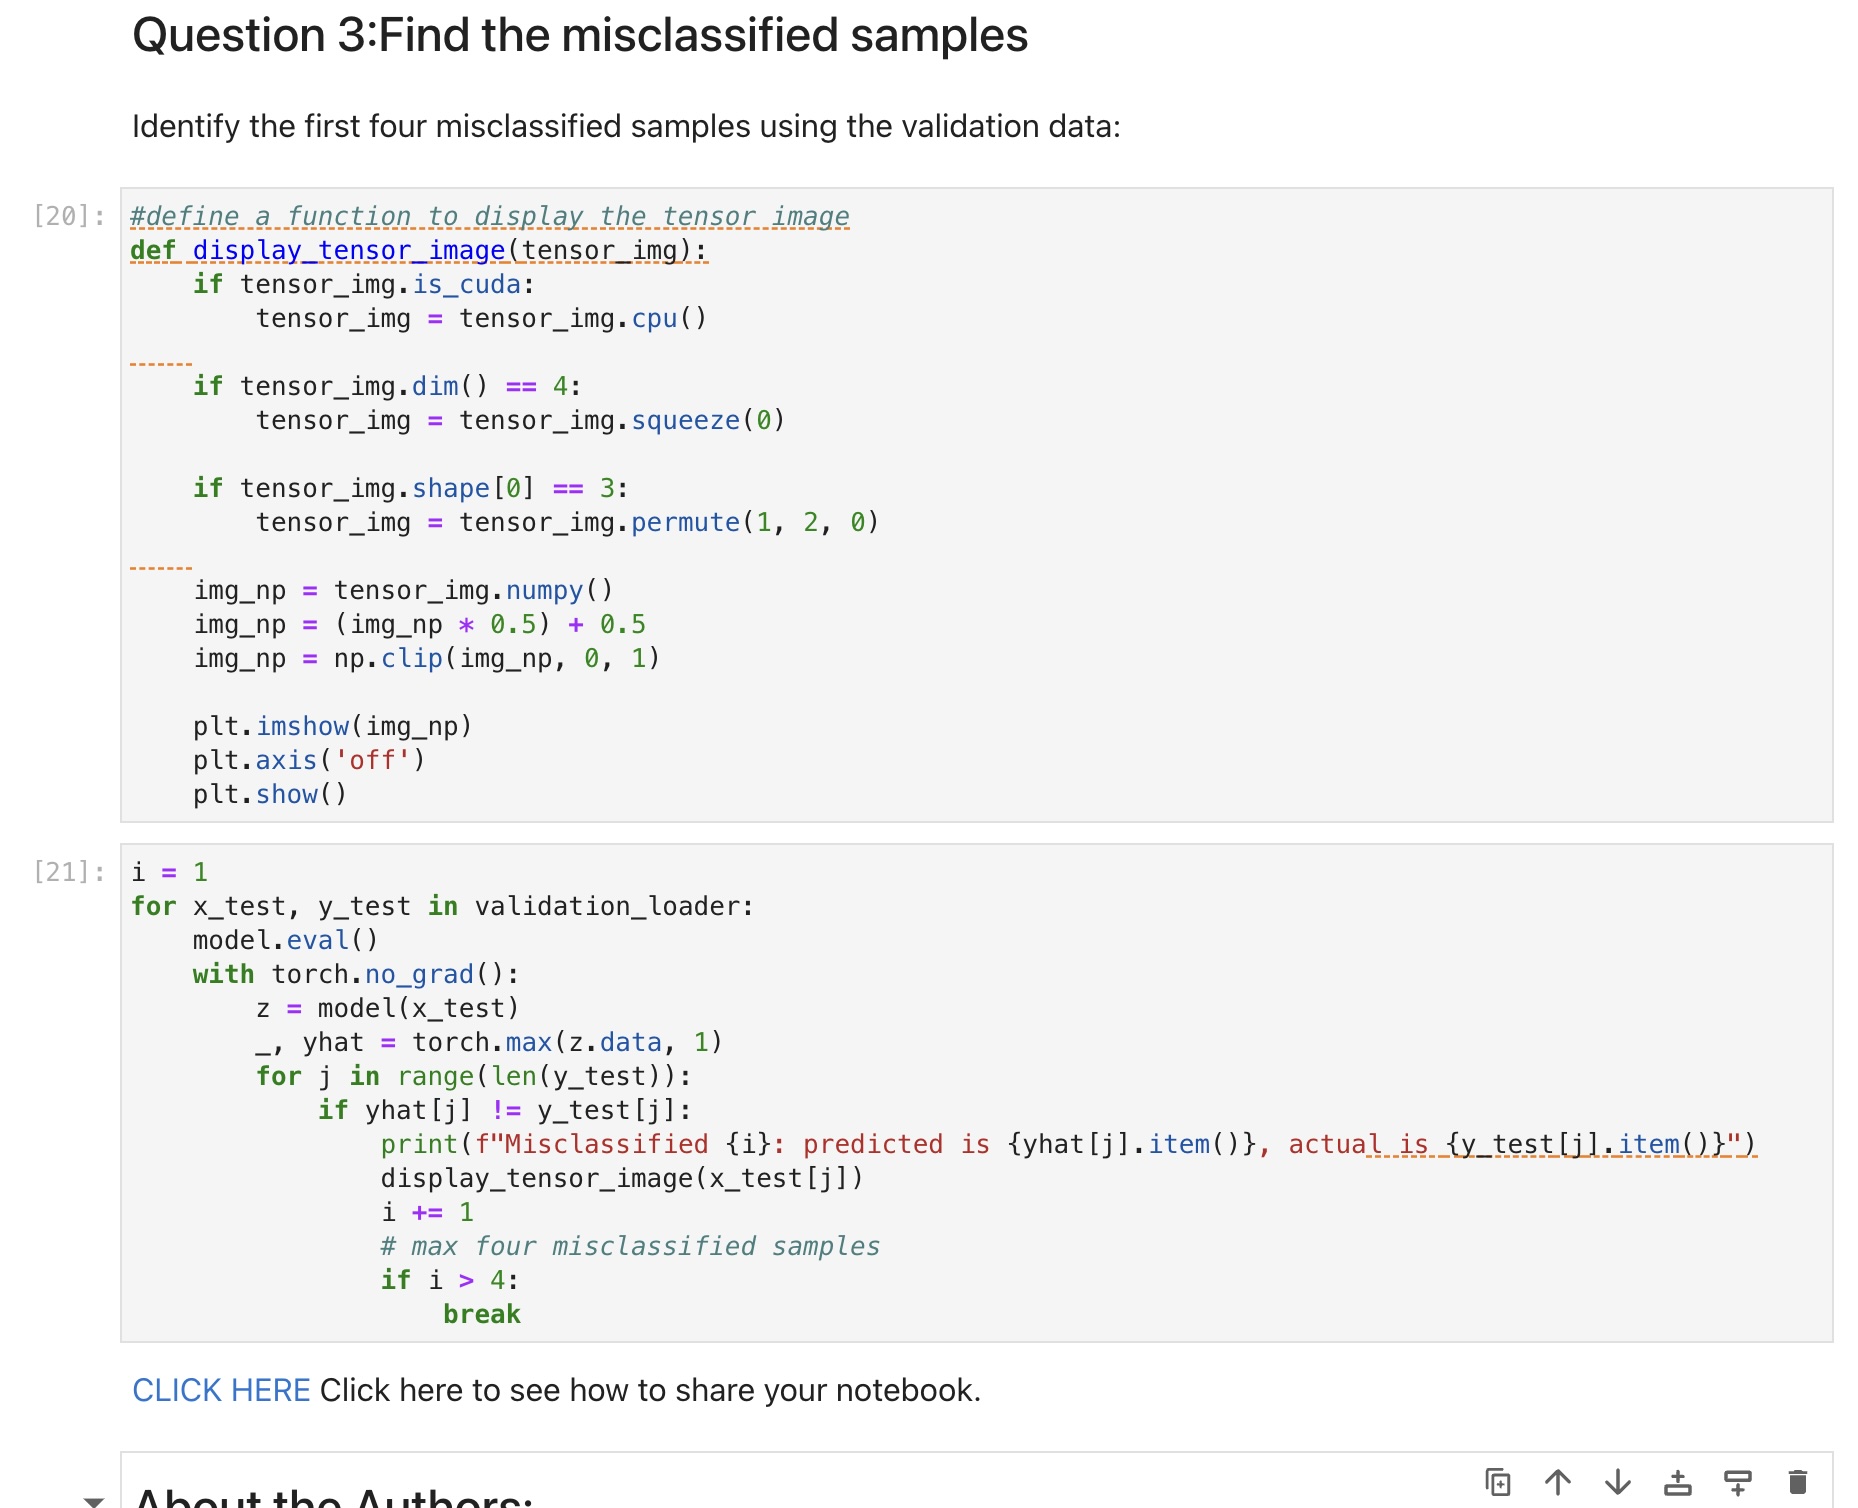 Question 3:Find the misclassified samples
Identify the first four misclassified samples using the validation data:
[20]:
#define a function to display the tensor image
def display_tensor_image(tensor_img):
    if tensor_img.is_cuda:
        tensor_img = tensor_img.cpu()
    if tensor_img.dim() == 4:
        tensor_img = tensor_img.squeeze(0)
    if tensor_img.shape[0] == 3:
        tensor_img = tensor_img.permute(1, 2, 0)
    img_np = tensor_img.numpy()
    img_np = (img_np * 0.5) + 0.5
    img_np = np.clip(img_np, 0, 1)
    plt.imshow(img_np)
    plt.axis('off')
    plt.show()
[21]:
i = 1
for x_test, y_test in validation_loader:
    model.eval()
    with torch.no_grad():
        z = model(x_test)
        _, yhat = torch.max(z.data, 1)
        for j in range(len(y_test)):
            if yhat[j] != y_test[j]:
                print(f"Misclassified {i}: predicted is {yhat[j].item()}, actual is {y_test[j].item()}")
                display_tensor_image(x_test[j])
                i += 1
                # max four misclassified samples
                if i > 4:
                    break
CLICK HERE Click here to see how to share your notebook.
About the Authors: